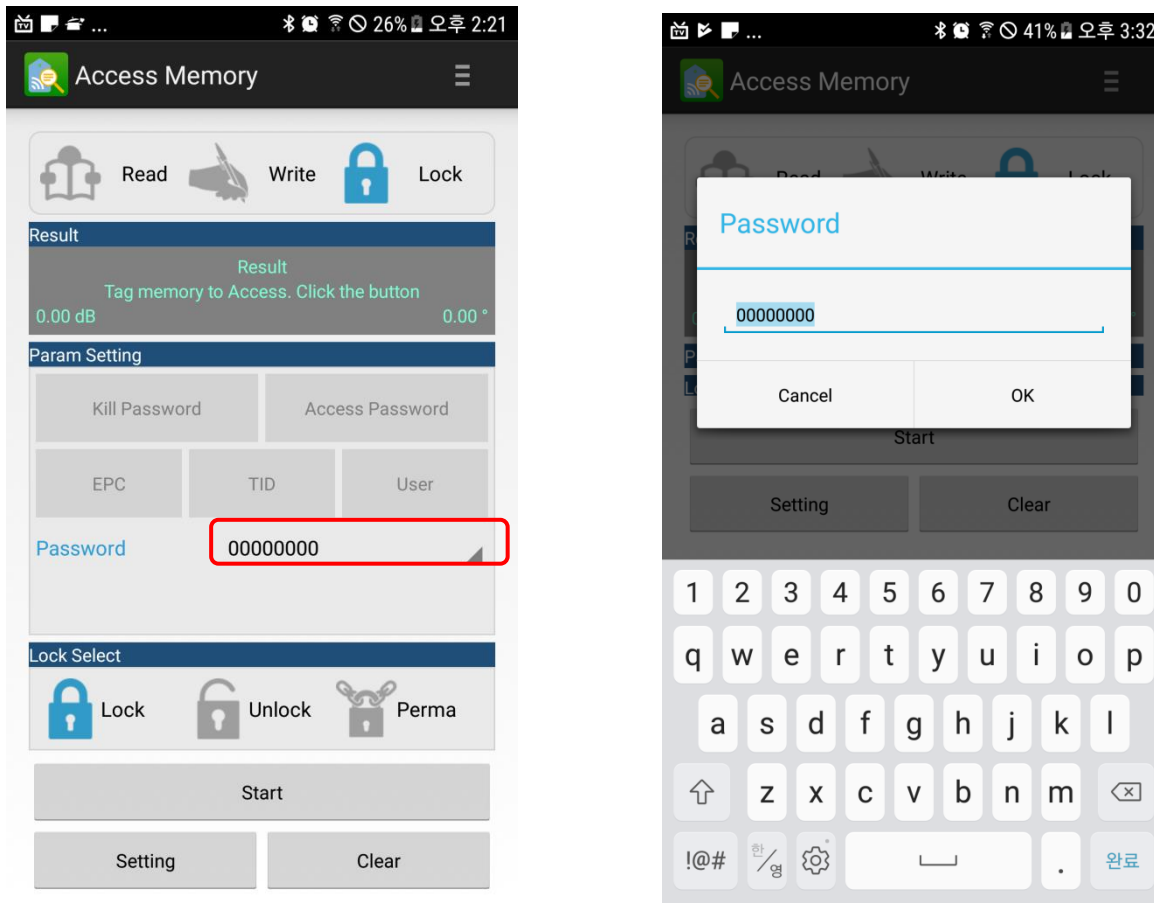 ... 26% 오후 2:21
Access Memory
Read Write Lock
Result
Result
Tag memory to Access. Click the button
0.00 dB 0.00 °
Param Setting
Kill Password Access Password
EPC TID User
Password 00000000
Lock Select
Lock Unlock Perma
Start
Setting Clear
... 41% 오후 3:32
Access Memory
Read Write Lock
Password
00000000
Cancel OK
Start
Setting Clear
1 2 3 4 5 6 7 8 9 0
q w e r t y u i o p
a s d f g h j k l
z x c v b n m
!@# 한/영 . 완료